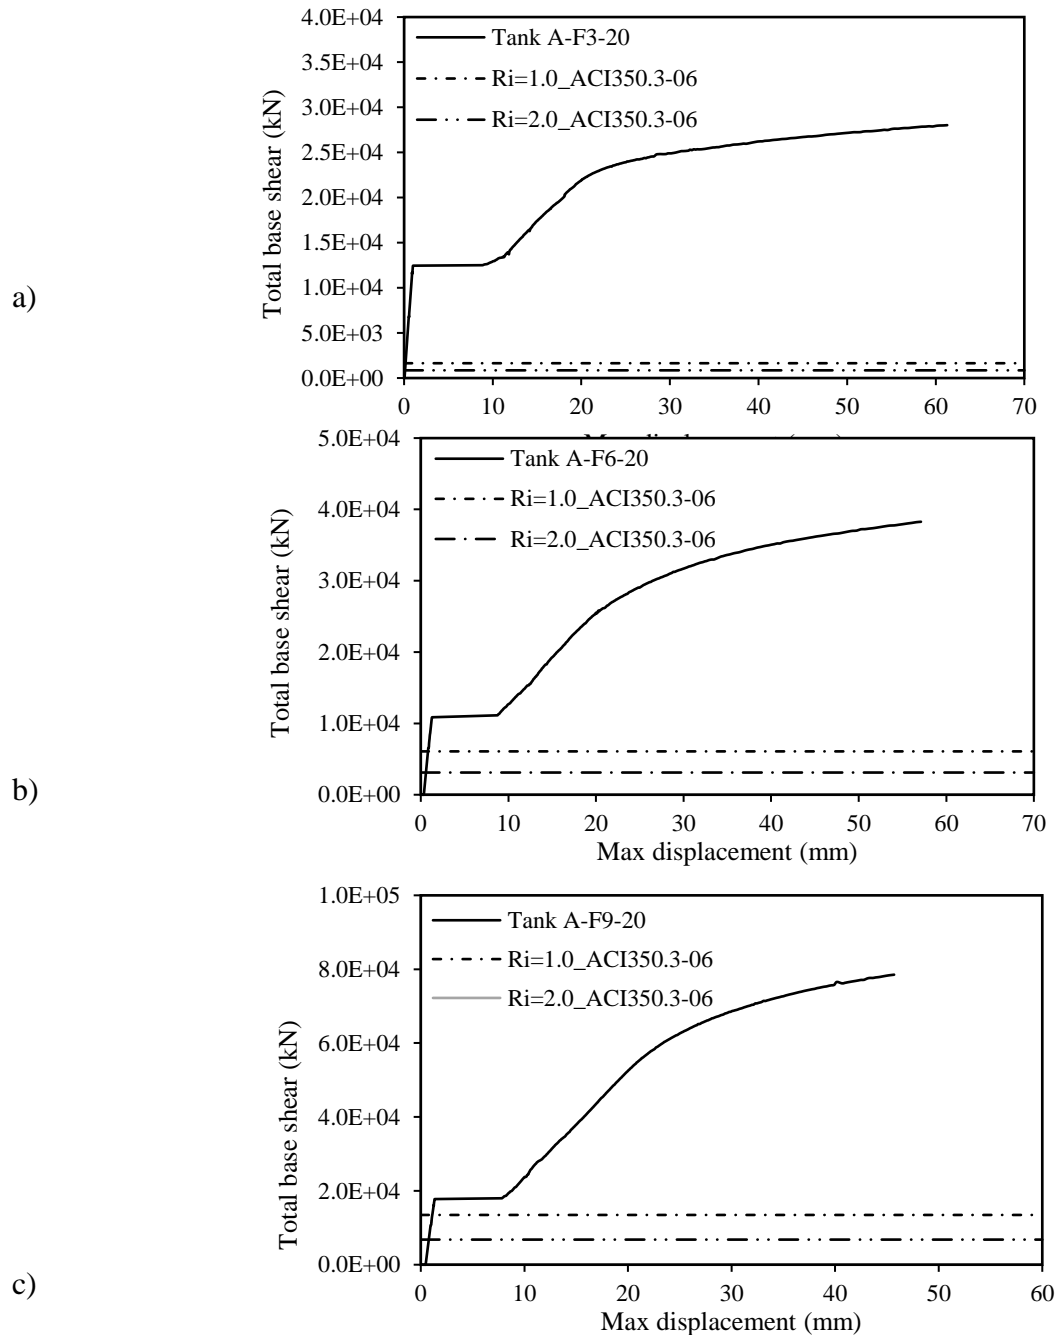 4.0E+04
3.5E+04
3.0E+04
2.5E+04
2.0E+04
1.5E+04
1.0E+04
5.0E+03
0.0E+00
Total base shear (kN)
Tank A-F3-20
Ri=1.0_ACI350.3-06
Ri=2.0_ACI350.3-06
a)
0 10 20 30 40 50 60 70
Max displacement (mm)
5.0E+04
4.0E+04
3.0E+04
2.0E+04
1.0E+04
0.0E+00
Total base shear (kN)
Tank A-F6-20
Ri=1.0_ACI350.3-06
Ri=2.0_ACI350.3-06
b)
0 10 20 30 40 50 60 70
Max displacement (mm)
1.0E+05
8.0E+04
6.0E+04
4.0E+04
2.0E+04
0.0E+00
Total base shear (kN)
Tank A-F9-20
Ri=1.0_ACI350.3-06
Ri=2.0_ACI350.3-06
c)
0 10 20 30 40 50 60
Max displacement (mm)